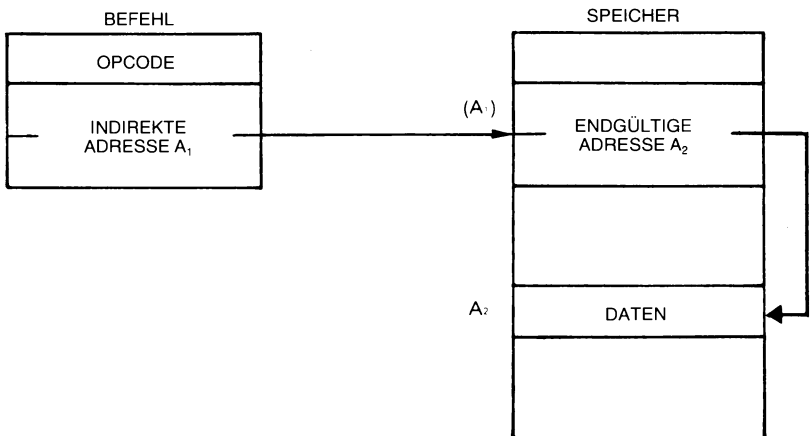 BEFEHL
OPCODE
INDIREKTE
ADRESSE A₁
SPEICHER
(A₁)
ENDGÜLTIGE
ADRESSE A₂
A₂
DATEN